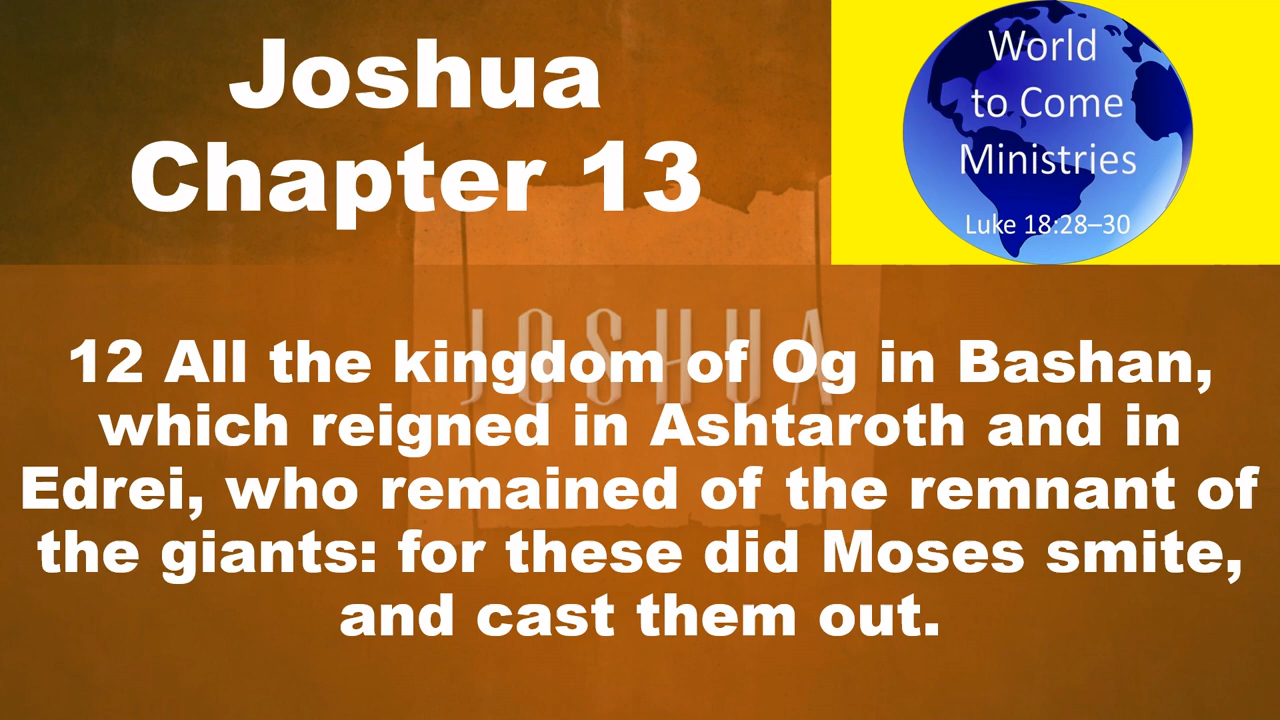 Joshua
Chapter 13
World
to Come
Ministries
Luke 18:28–30
JOSHUA
12 All the kingdom of Og in Bashan,
which reigned in Ashtaroth and in
Edrei, who remained of the remnant of
the giants: for these did Moses smite,
and cast them out.